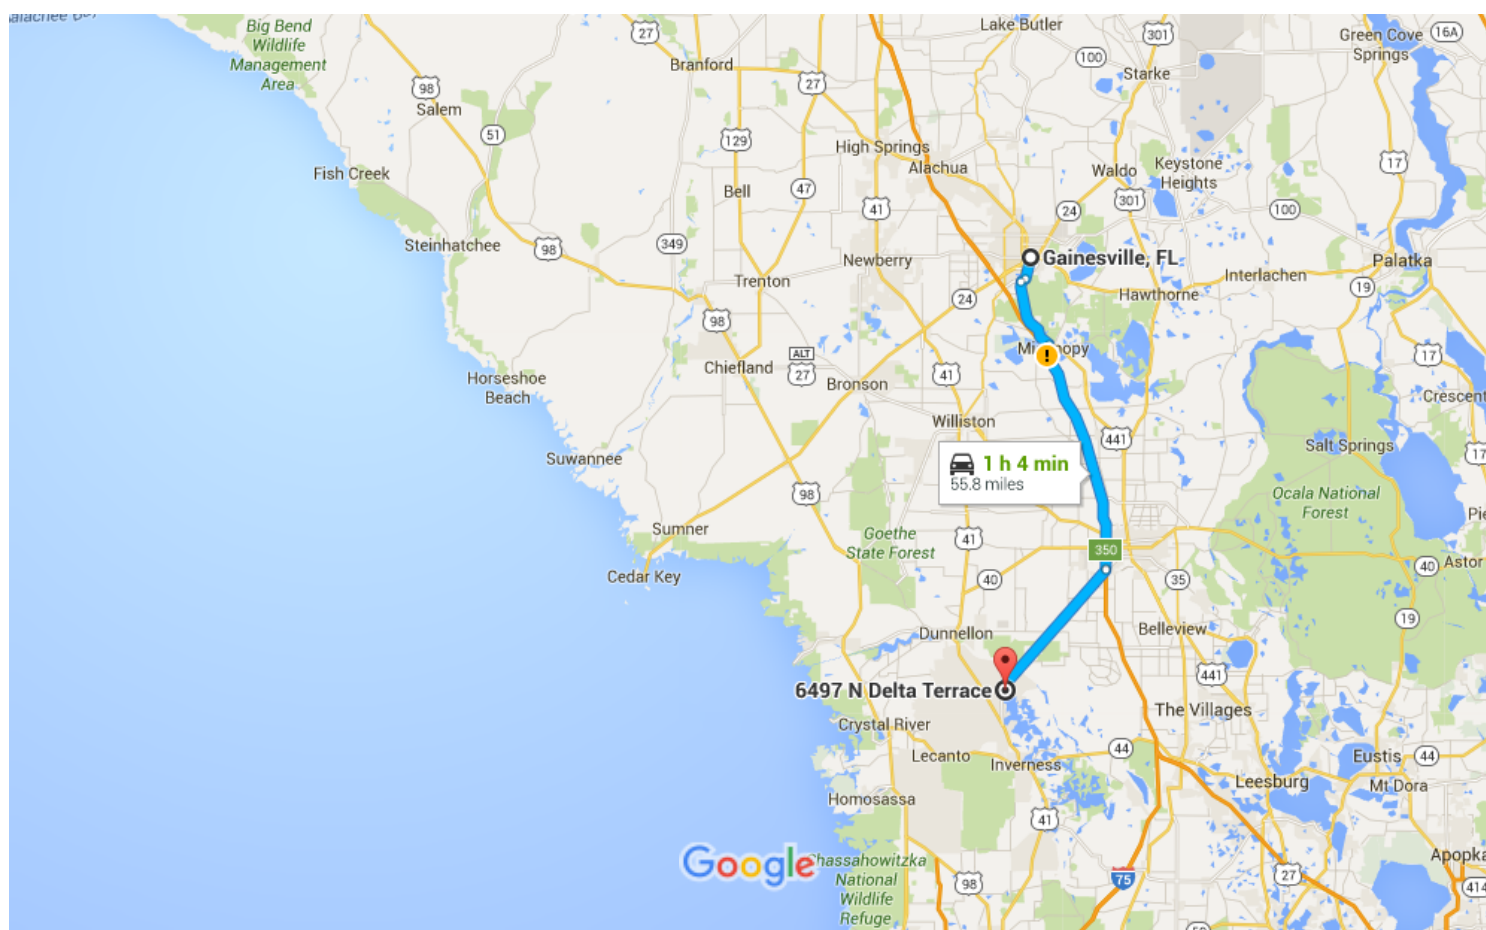 Big Bend
Wildlife
Management
Area
27
Lake Butler
301
Green Cove
Springs
16A
100
Branford
Starke
98
Salem
27
51
129
High Springs
Alachua
Waldo
Keystone
Heights
17
Fish Creek
Bell
47
41
24
301
100
Steinhatchee
98
349
Newberry
Gainesville, FL
Palatka
Trenton
Interlachen
24
Hawthorne
19
98
Chiefland
ALT
27
!
17
Horseshoe
Beach
Bronson
41
Crescent
Williston
441
Salt Springs
17
Suwannee
1 h 4 min
55.8 miles
98
Ocala National
Forest
Sumner
Goethe
State Forest
41
350
Cedar Key
40
35
40
Astor
19
Dunnellon
Belleview
441
6497 N Delta Terrace
The Villages
Crystal River
44
Lecanto
Inverness
Eustis
44
Leesburg
Mt Dora
Homosassa
41
Google
Chassahowitzka
National
Wildlife
Refuge
98
75
27
Apopka
414